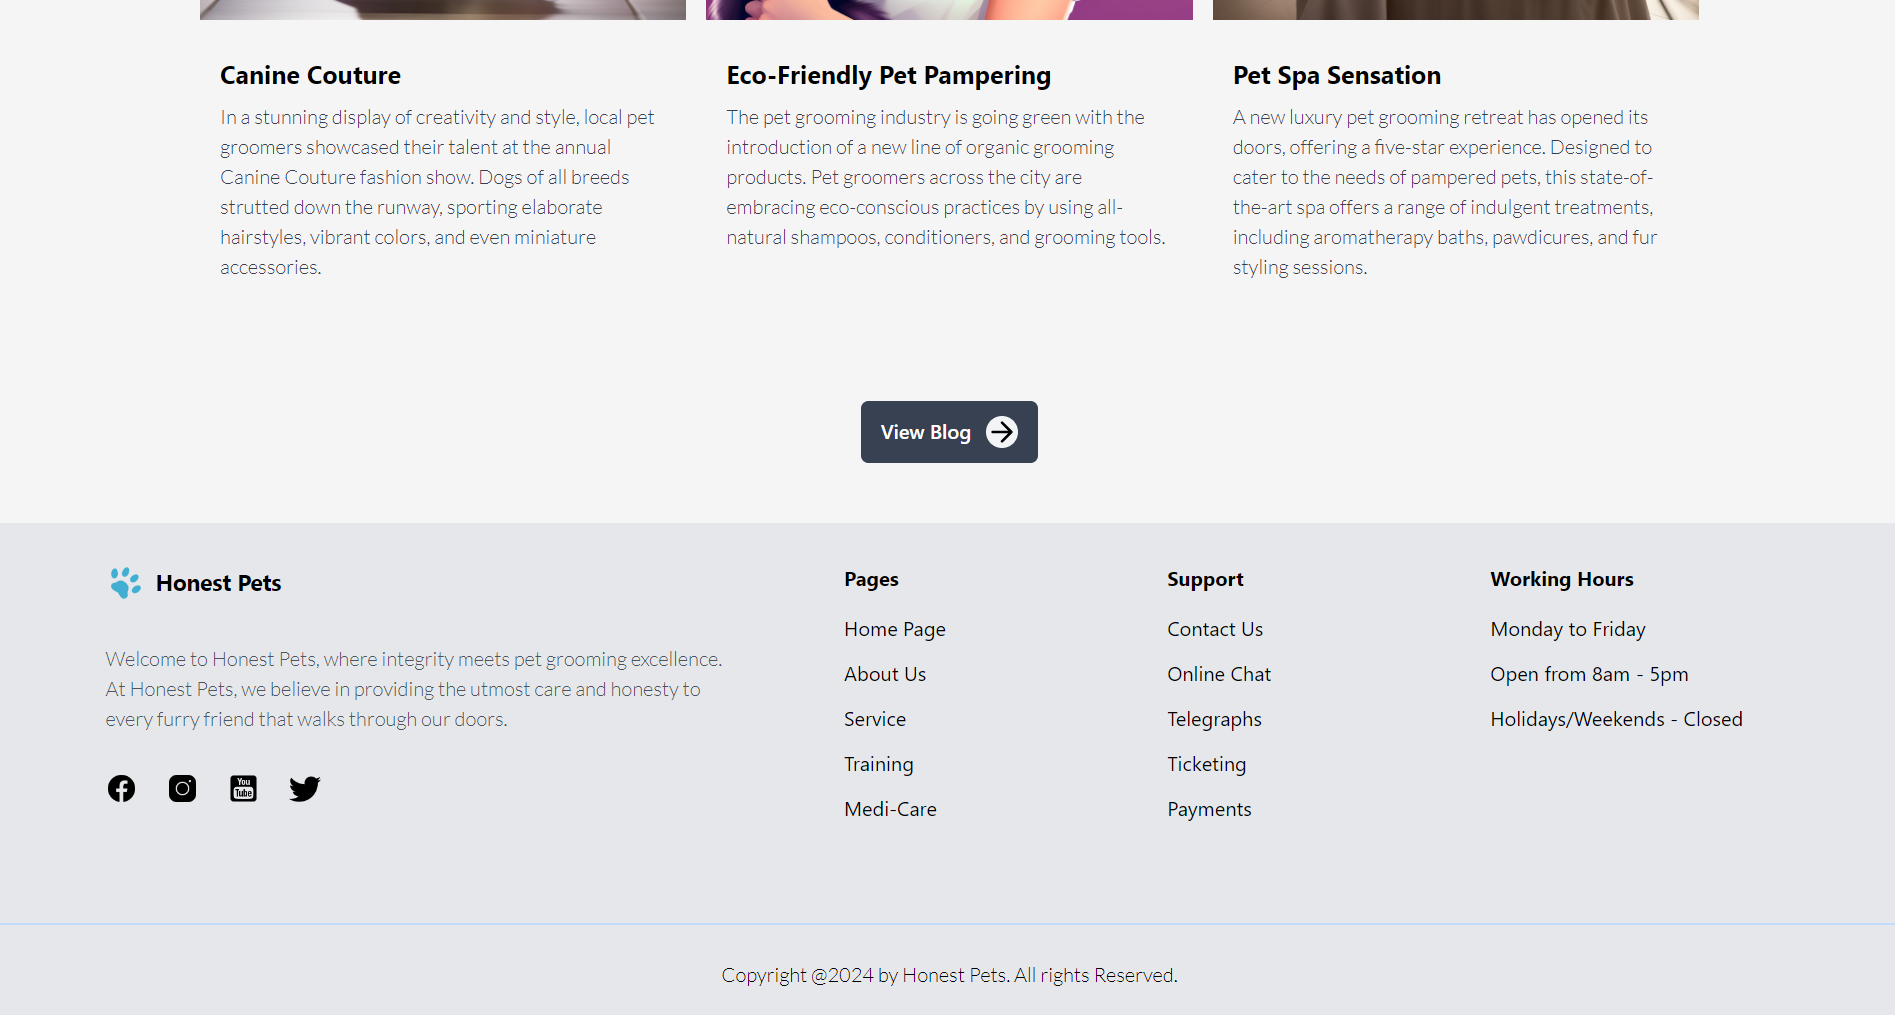 Canine Couture
In a stunning display of creativity and style, local pet
groomers showcased their talent at the annual
Canine Couture fashion show. Dogs of all breeds
strutted down the runway, sporting elaborate
hairstyles, vibrant colors, and even miniature
accessories.
Eco-Friendly Pet Pampering
The pet grooming industry is going green with the
introduction of a new line of organic grooming
products. Pet groomers across the city are
embracing eco-conscious practices by using all-
natural shampoos, conditioners, and grooming tools.
Pet Spa Sensation
A new luxury pet grooming retreat has opened its
doors, offering a five-star experience. Designed to
cater to the needs of pampered pets, this state-of-
the-art spa offers a range of indulgent treatments,
including aromatherapy baths, pawdicures, and fur
styling sessions.
View Blog
Honest Pets
Welcome to Honest Pets, where integrity meets pet grooming excellence.
At Honest Pets, we believe in providing the utmost care and honesty to
every furry friend that walks through our doors.
You
Tube
Pages
Home Page
About Us
Service
Training
Medi-Care
Support
Contact Us
Online Chat
Telegraphs
Ticketing
Payments
Working Hours
Monday to Friday
Open from 8am - 5pm
Holidays/Weekends - Closed
Copyright @2024 by Honest Pets. All rights Reserved.